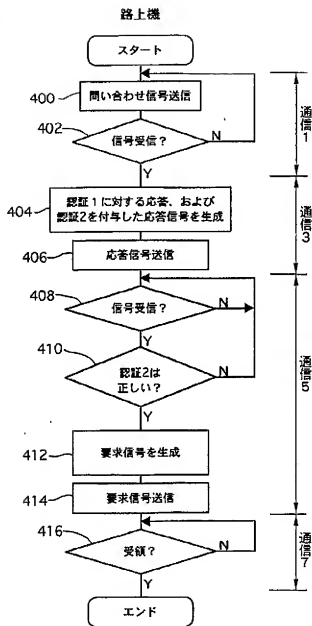 路上機
スタート
400
問い合わせ信号送信
402
信号受信？
N
Y
通信1
404
認証1に対する応答、および
認証2を付与した応答信号を生成
406
応答信号送信
通信3
408
信号受信？
N
Y
410
認証2は
正しい？
N
Y
412
要求信号を生成
414
要求信号送信
通信5
416
受領？
N
Y
通信7
エンド